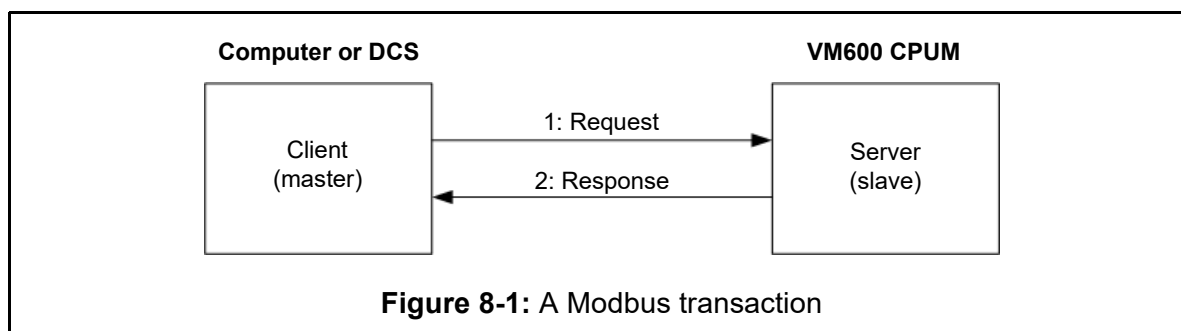 Computer or DCS
VM600 CPUM
Client
(master)
1: Request
2: Response
Server
(slave)
Figure 8-1: A Modbus transaction